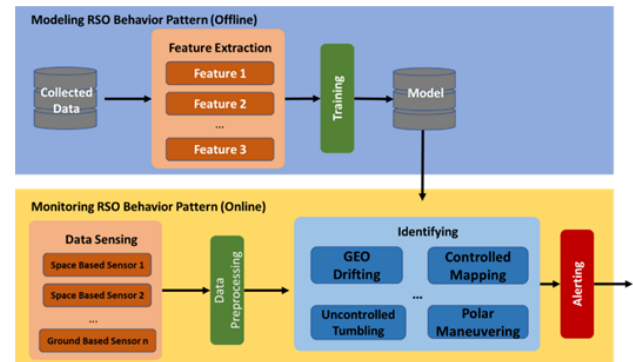 Modeling RSO Behavior Pattern (Offline)
Feature Extraction
Collected
Data
Feature 1
Feature 2
...
Feature 3
Training
Model
Monitoring RSO Behavior Pattern (Online)
Data Sensing
Space Based Sensor 1
Space Based Sensor 2
...
Ground Based Sensor n
Data
Preprocessing
Identifying
GEO
Drifting
Controlled
Mapping
...
Uncontrolled
Tumbling
Polar
Maneuvering
Alerting